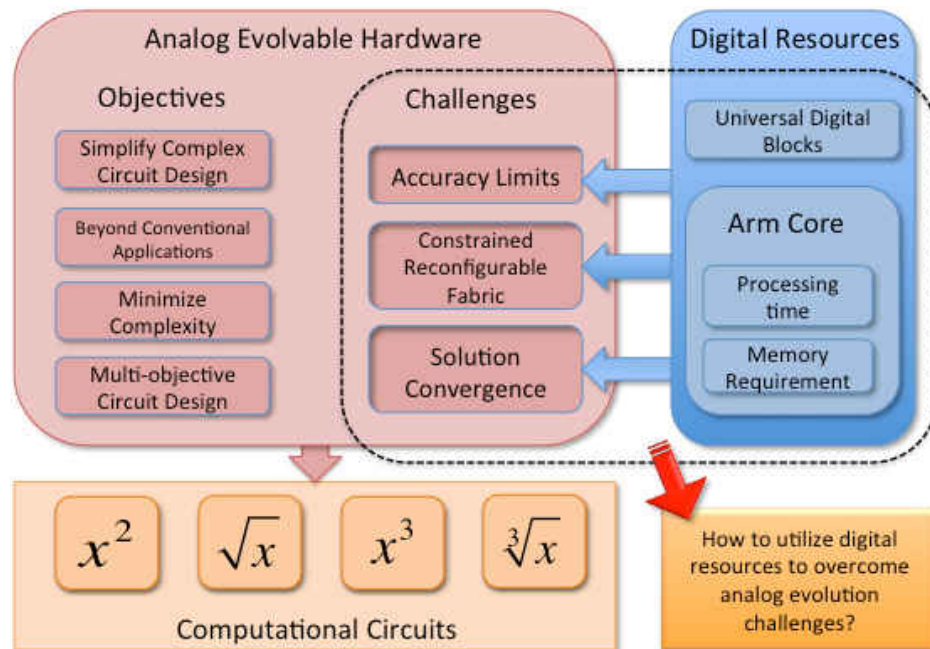 Analog Evolvable Hardware
Objectives
Simplify Complex
Circuit Design
Beyond Conventional
Applications
Minimize
Complexity
Multi-objective
Circuit Design
Challenges
Accuracy Limits
Constrained
Reconfigurable
Fabric
Solution
Convergence
Digital Resources
Universal Digital
Blocks
Arm Core
Processing
time
Memory
Requirement
x² √x x³ ∛x
Computational Circuits
How to utilize digital
resources to overcome
analog evolution
challenges?